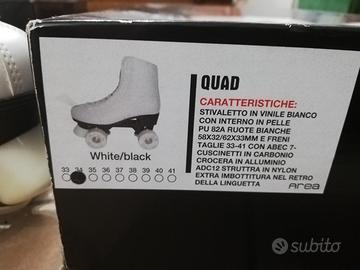 QUAD
CARATTERISTICHE:
STIVALETTO IN VINILE BIANCO
CON INTERNO IN PELLE
PU 82A RUOTE BIANCHE
58X32/62X33MM E FRENI
TAGLIE 33-41 CON ABEC 7-
CUSCINETTI IN CARBONIO
CROCERA IN ALLUMINIO
ADC12 STRUTTRA IN NYLON
EXTRA IMBOTTITURA NEL RETRO
DELLA LINGUETTA
AREA
White/black
33 34 35 36 37 38 39 40 41
subito